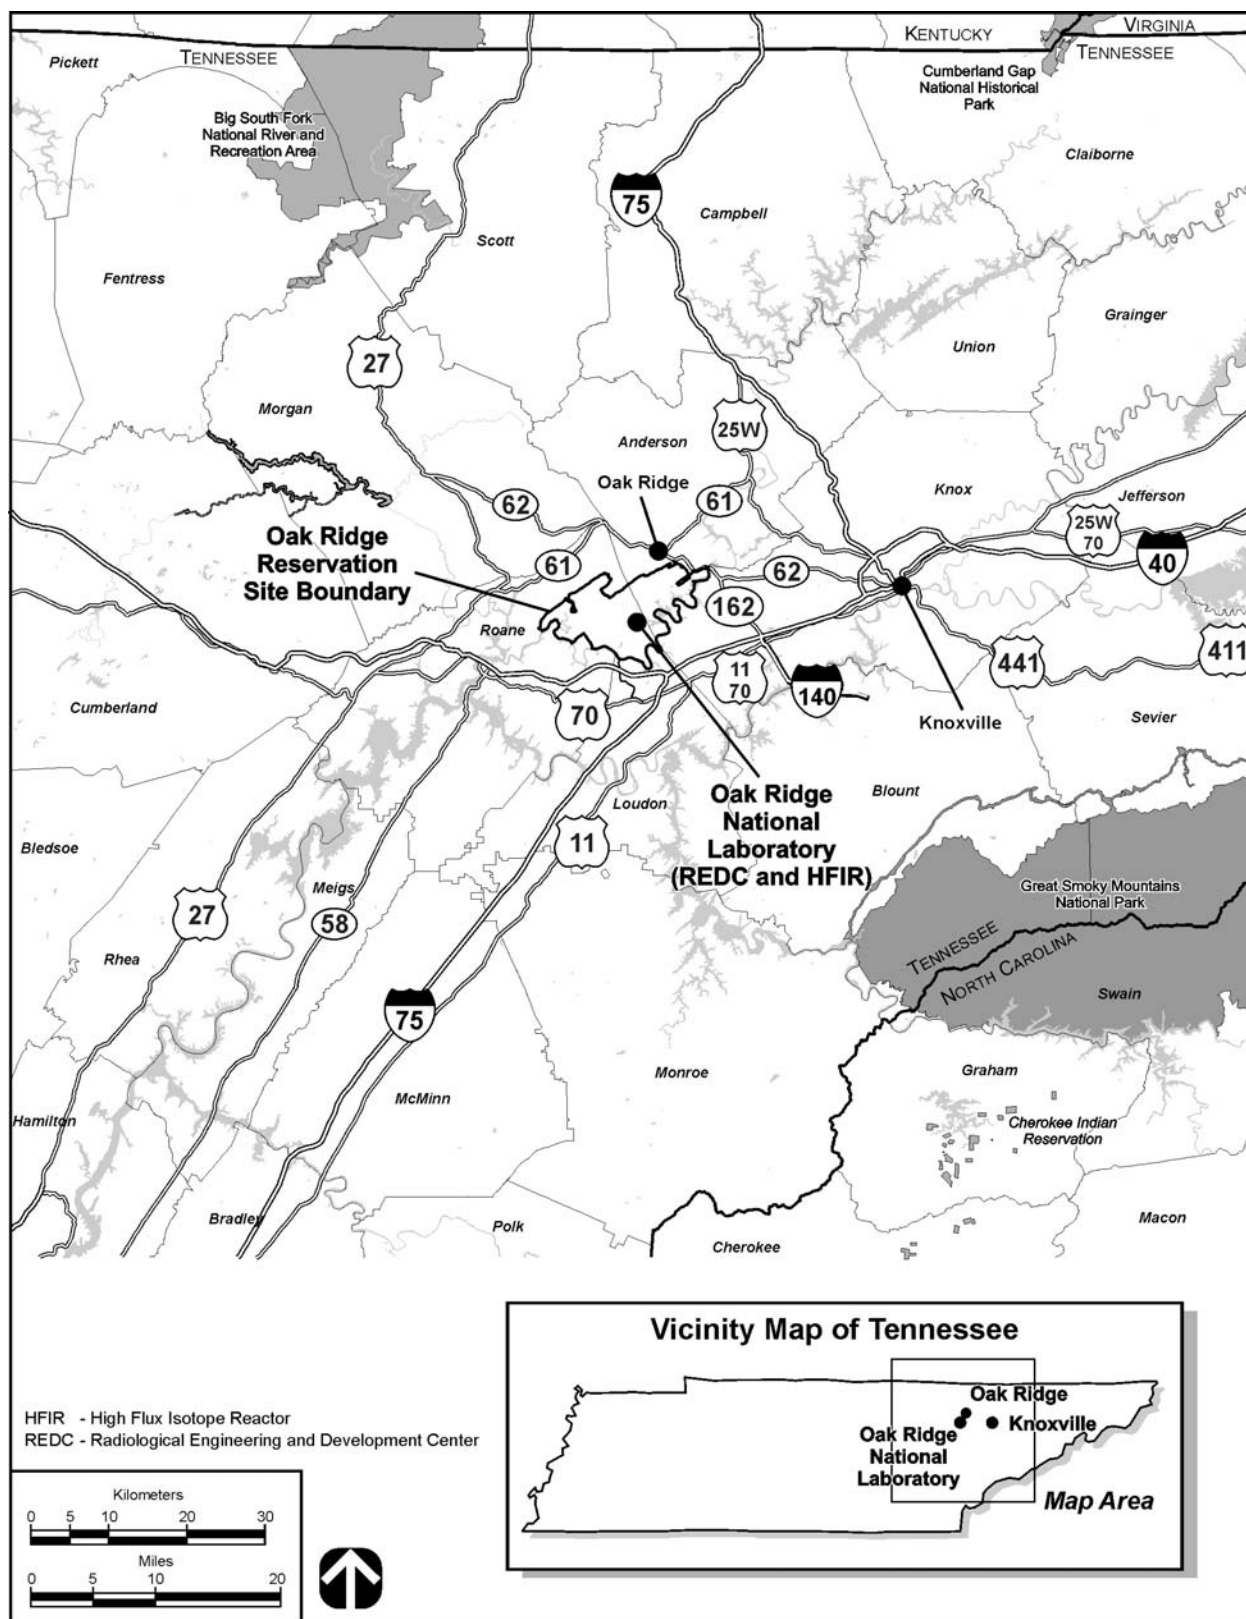 KENTUCKY
VIRGINIA
TENNESSEE
TENNESSEE
Pickett
Cumberland Gap
National Historical
Park
Big South Fork
National River and
Recreation Area
Claiborne
75
Campbell
Scott
Fentress
Grainger
Union
27
Morgan
25W
Anderson
Oak Ridge
Knox
Jefferson
62
61
25W
70
Oak Ridge
Reservation
Site Boundary
40
61
62
162
Roane
441
411
11
70
140
Cumberland
70
Knoxville
Sevier
Oak Ridge
National
Laboratory
(REDC and HFIR)
Loudon
Blount
11
Bledsoe
Meigs
Great Smoky Mountains
National Park
27
58
TENNESSEE
NORTH CAROLINA
Rhea
Swain
75
Monroe
Graham
McMinn
Hamilton
Cherokee Indian
Reservation
Bradley
Polk
Cherokee
Macon
Vicinity Map of Tennessee
Oak Ridge
Knoxville
Oak Ridge
National
Laboratory
Map Area
HFIR - High Flux Isotope Reactor
REDC - Radiological Engineering and Development Center
Kilometers
0 5 10 20 30
Miles
0 5 10 20